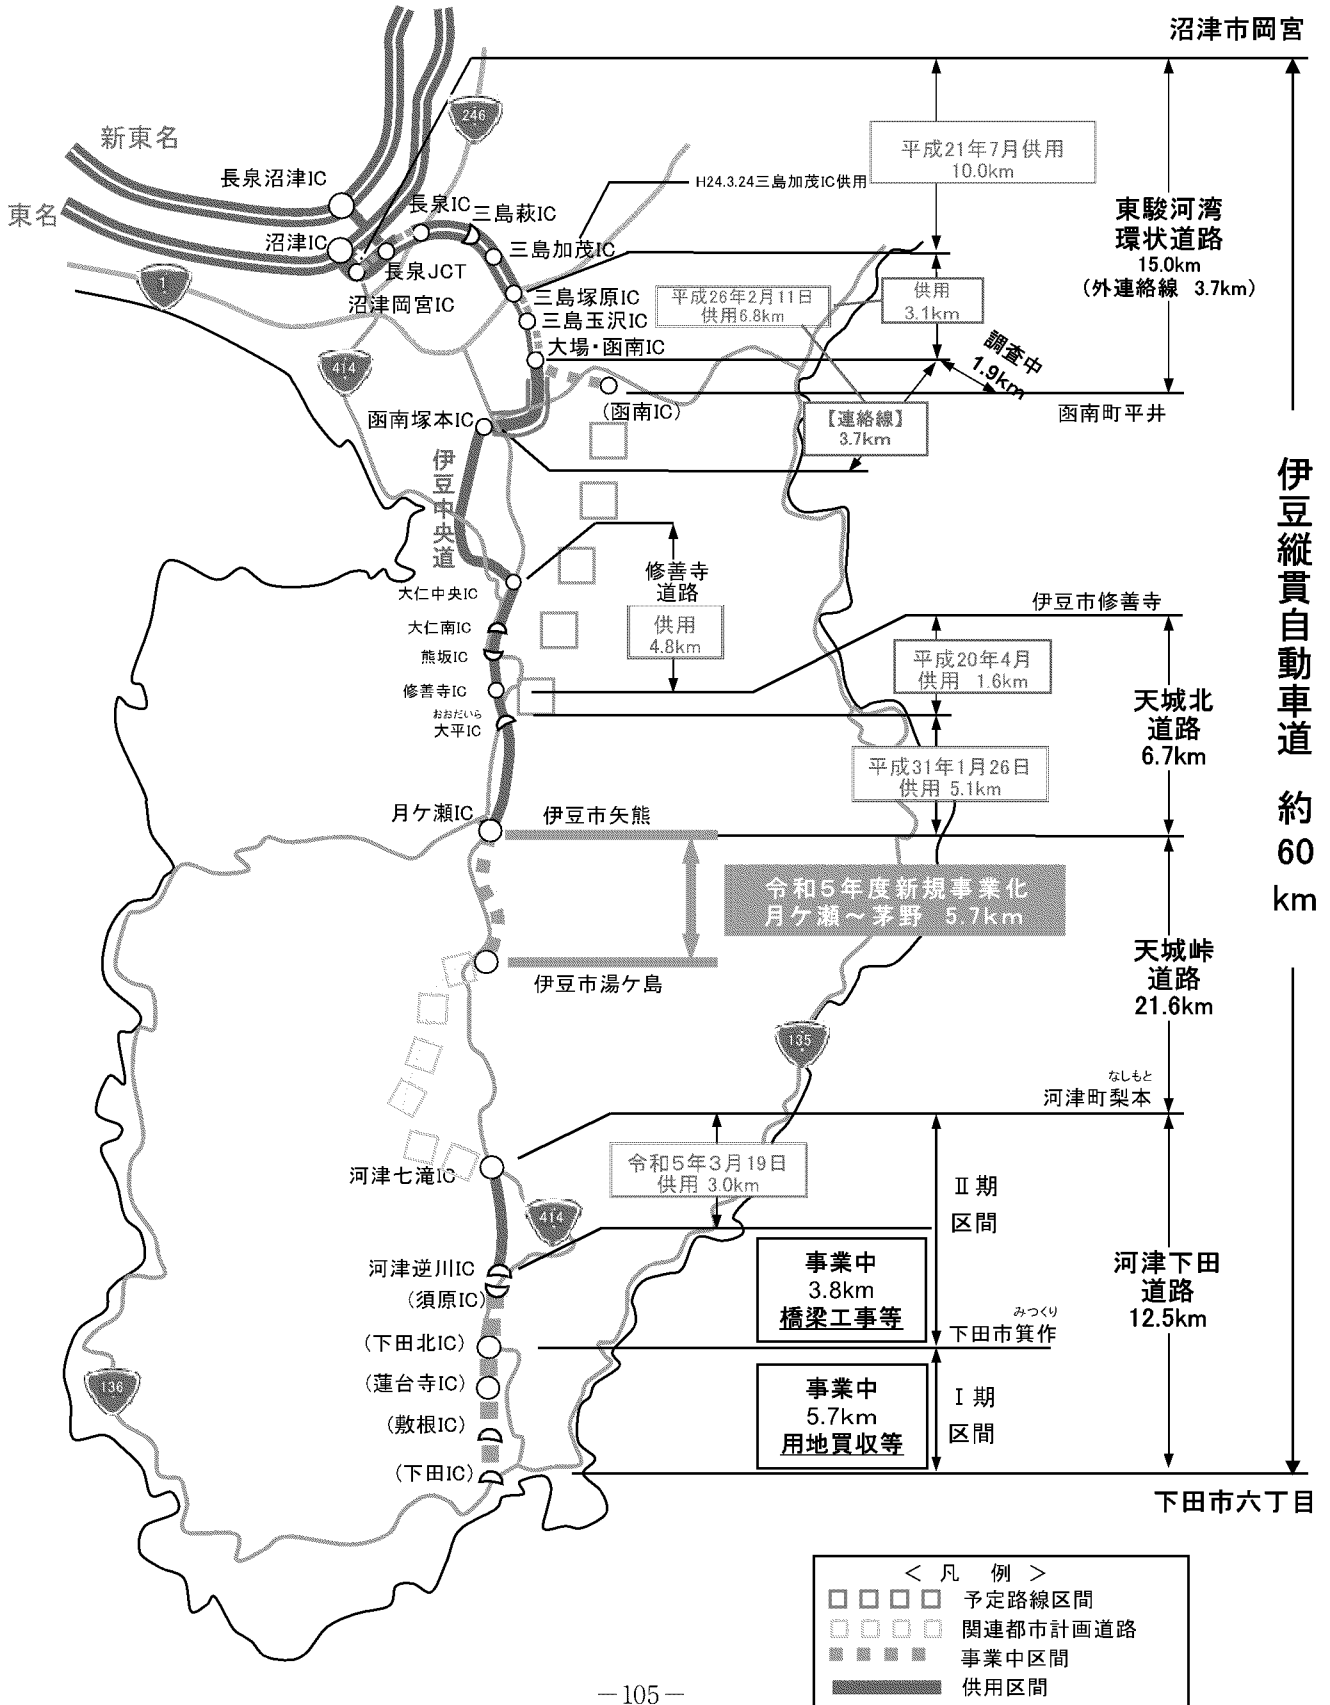 沼津市岡宮
246
新東名
長泉沼津IC
東名
沼津IC
長泉IC
三島萩IC
三島加茂IC
長泉JCT
沼津岡宮IC
1
414
三島塚原IC
三島玉沢IC
大場・函南IC
(函南IC)
函南塚本IC
H24.3.24三島加茂IC供用
平成21年7月供用
10.0km
東駿河湾
環状道路
15.0km
(外連絡線 3.7km)
平成26年2月11日
供用6.8km
供用
3.1km
調査中
1.9km
【連絡線】
3.7km
函南町平井
伊豆中央道
大仁中央IC
大仁南IC
熊坂IC
修善寺IC
おおだいら
大平IC
修善寺
道路
供用
4.8km
伊豆市修善寺
平成20年4月
供用 1.6km
平成31年1月26日
供用 5.1km
天城北
道路
6.7km
伊豆縦貫自動車道 約60km
月ケ瀬IC
伊豆市矢熊
令和5年度新規事業化
月ケ瀬～茅野 5.7km
伊豆市湯ケ島
天城峠
道路
21.6km
135
なしもと
河津町梨本
河津七滝IC
令和5年3月19日
供用 3.0km
414
Ⅱ期
区間
河津逆川IC
(須原IC)
事業中
3.8km
橋梁工事等
河津下田
道路
12.5km
みつくり
下田市箕作
(下田北IC)
(蓮台寺IC)
(敷根IC)
(下田IC)
136
事業中
5.7km
用地買収等
Ⅰ期
区間
下田市六丁目
＜ 凡 例 ＞
予定路線区間
関連都市計画道路
事業中区間
供用区間
－105－